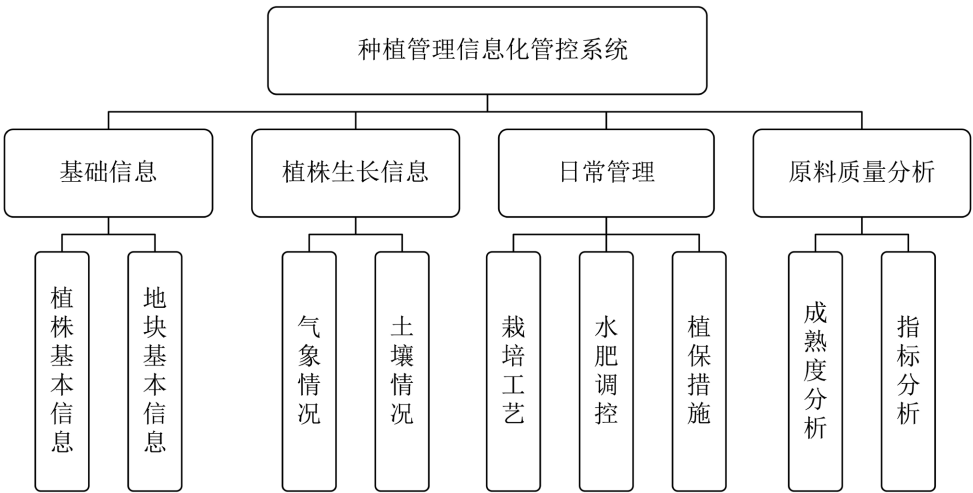 种植管理信息化管控系统
基础信息
植株生长信息
日常管理
原料质量分析
植株基本信息
地块基本信息
气象情况
土壤情况
栽培工艺
水肥调控
植保措施
成熟度分析
指标分析